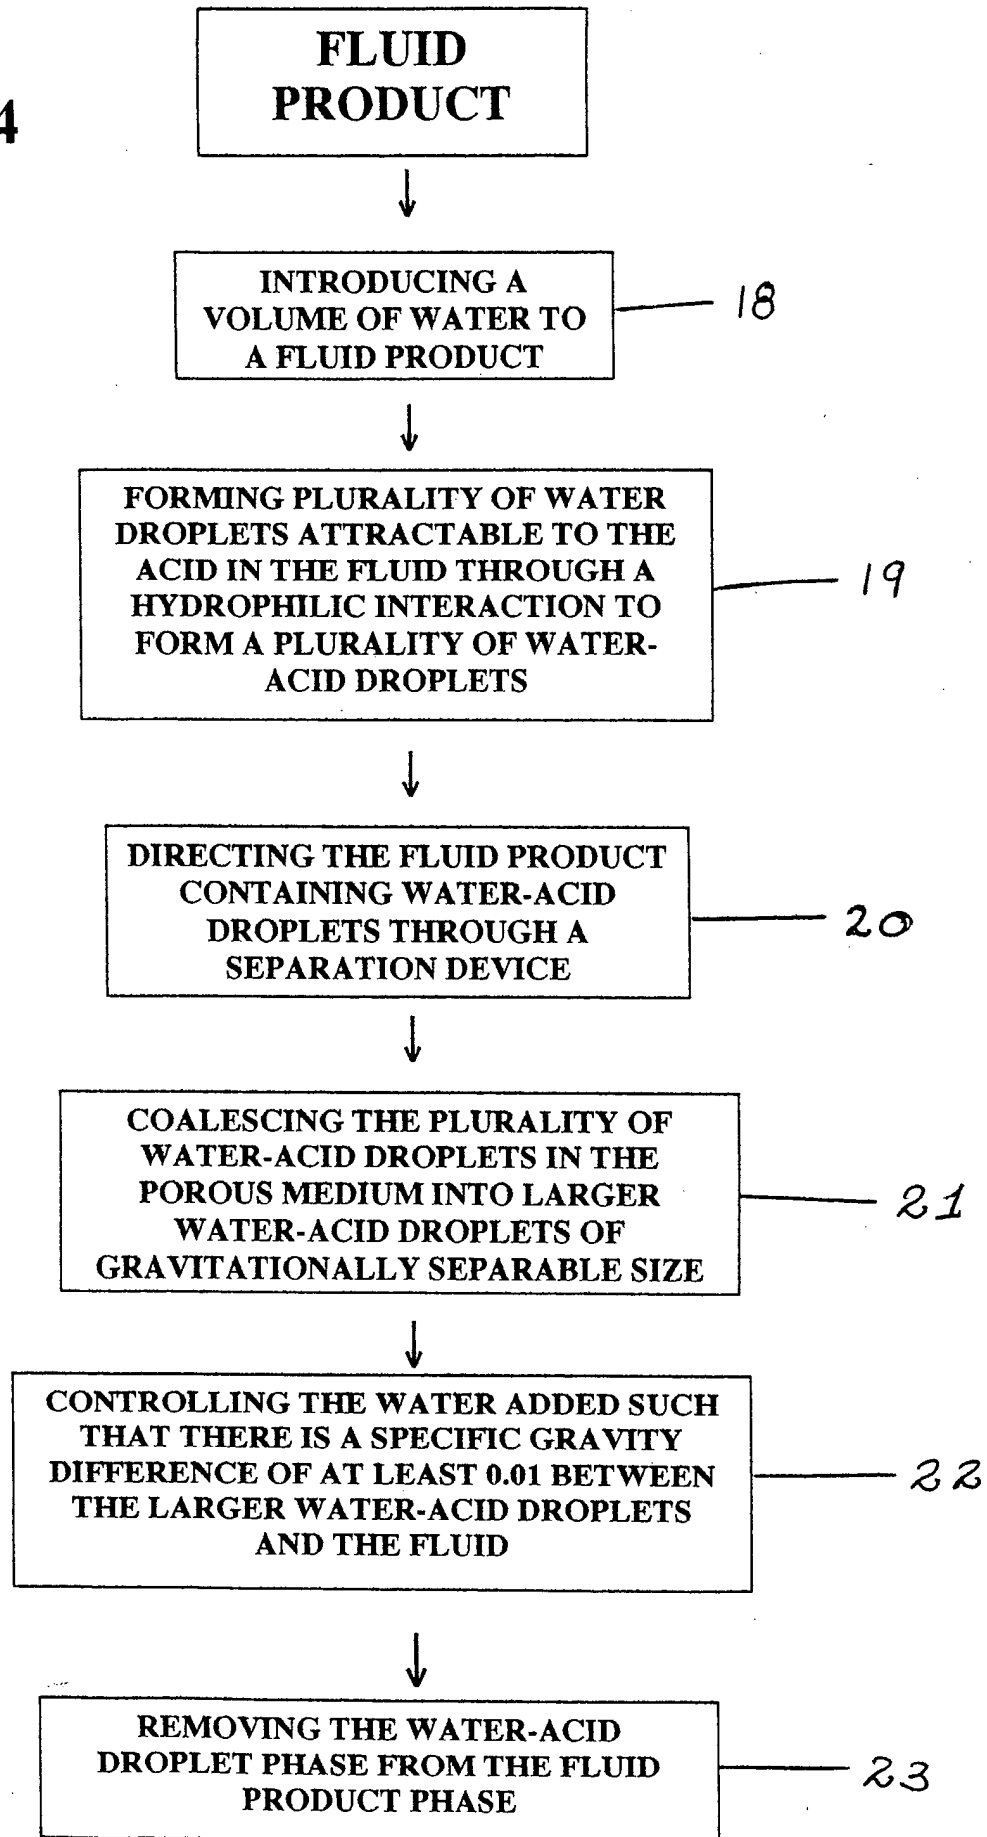 FLUID
PRODUCT
4
INTRODUCING A
VOLUME OF WATER TO
A FLUID PRODUCT
18
FORMING PLURALITY OF WATER
DROPLETS ATTRACTABLE TO THE
ACID IN THE FLUID THROUGH A
HYDROPHILIC INTERACTION TO
FORM A PLURALITY OF WATER-
ACID DROPLETS
19
DIRECTING THE FLUID PRODUCT
CONTAINING WATER-ACID
DROPLETS THROUGH A
SEPARATION DEVICE
20
COALESCING THE PLURALITY OF
WATER-ACID DROPLETS IN THE
POROUS MEDIUM INTO LARGER
WATER-ACID DROPLETS OF
GRAVITATIONALLY SEPARABLE SIZE
21
CONTROLLING THE WATER ADDED SUCH
THAT THERE IS A SPECIFIC GRAVITY
DIFFERENCE OF AT LEAST 0.01 BETWEEN
THE LARGER WATER-ACID DROPLETS
AND THE FLUID
22
REMOVING THE WATER-ACID
DROPLET PHASE FROM THE FLUID
PRODUCT PHASE
23